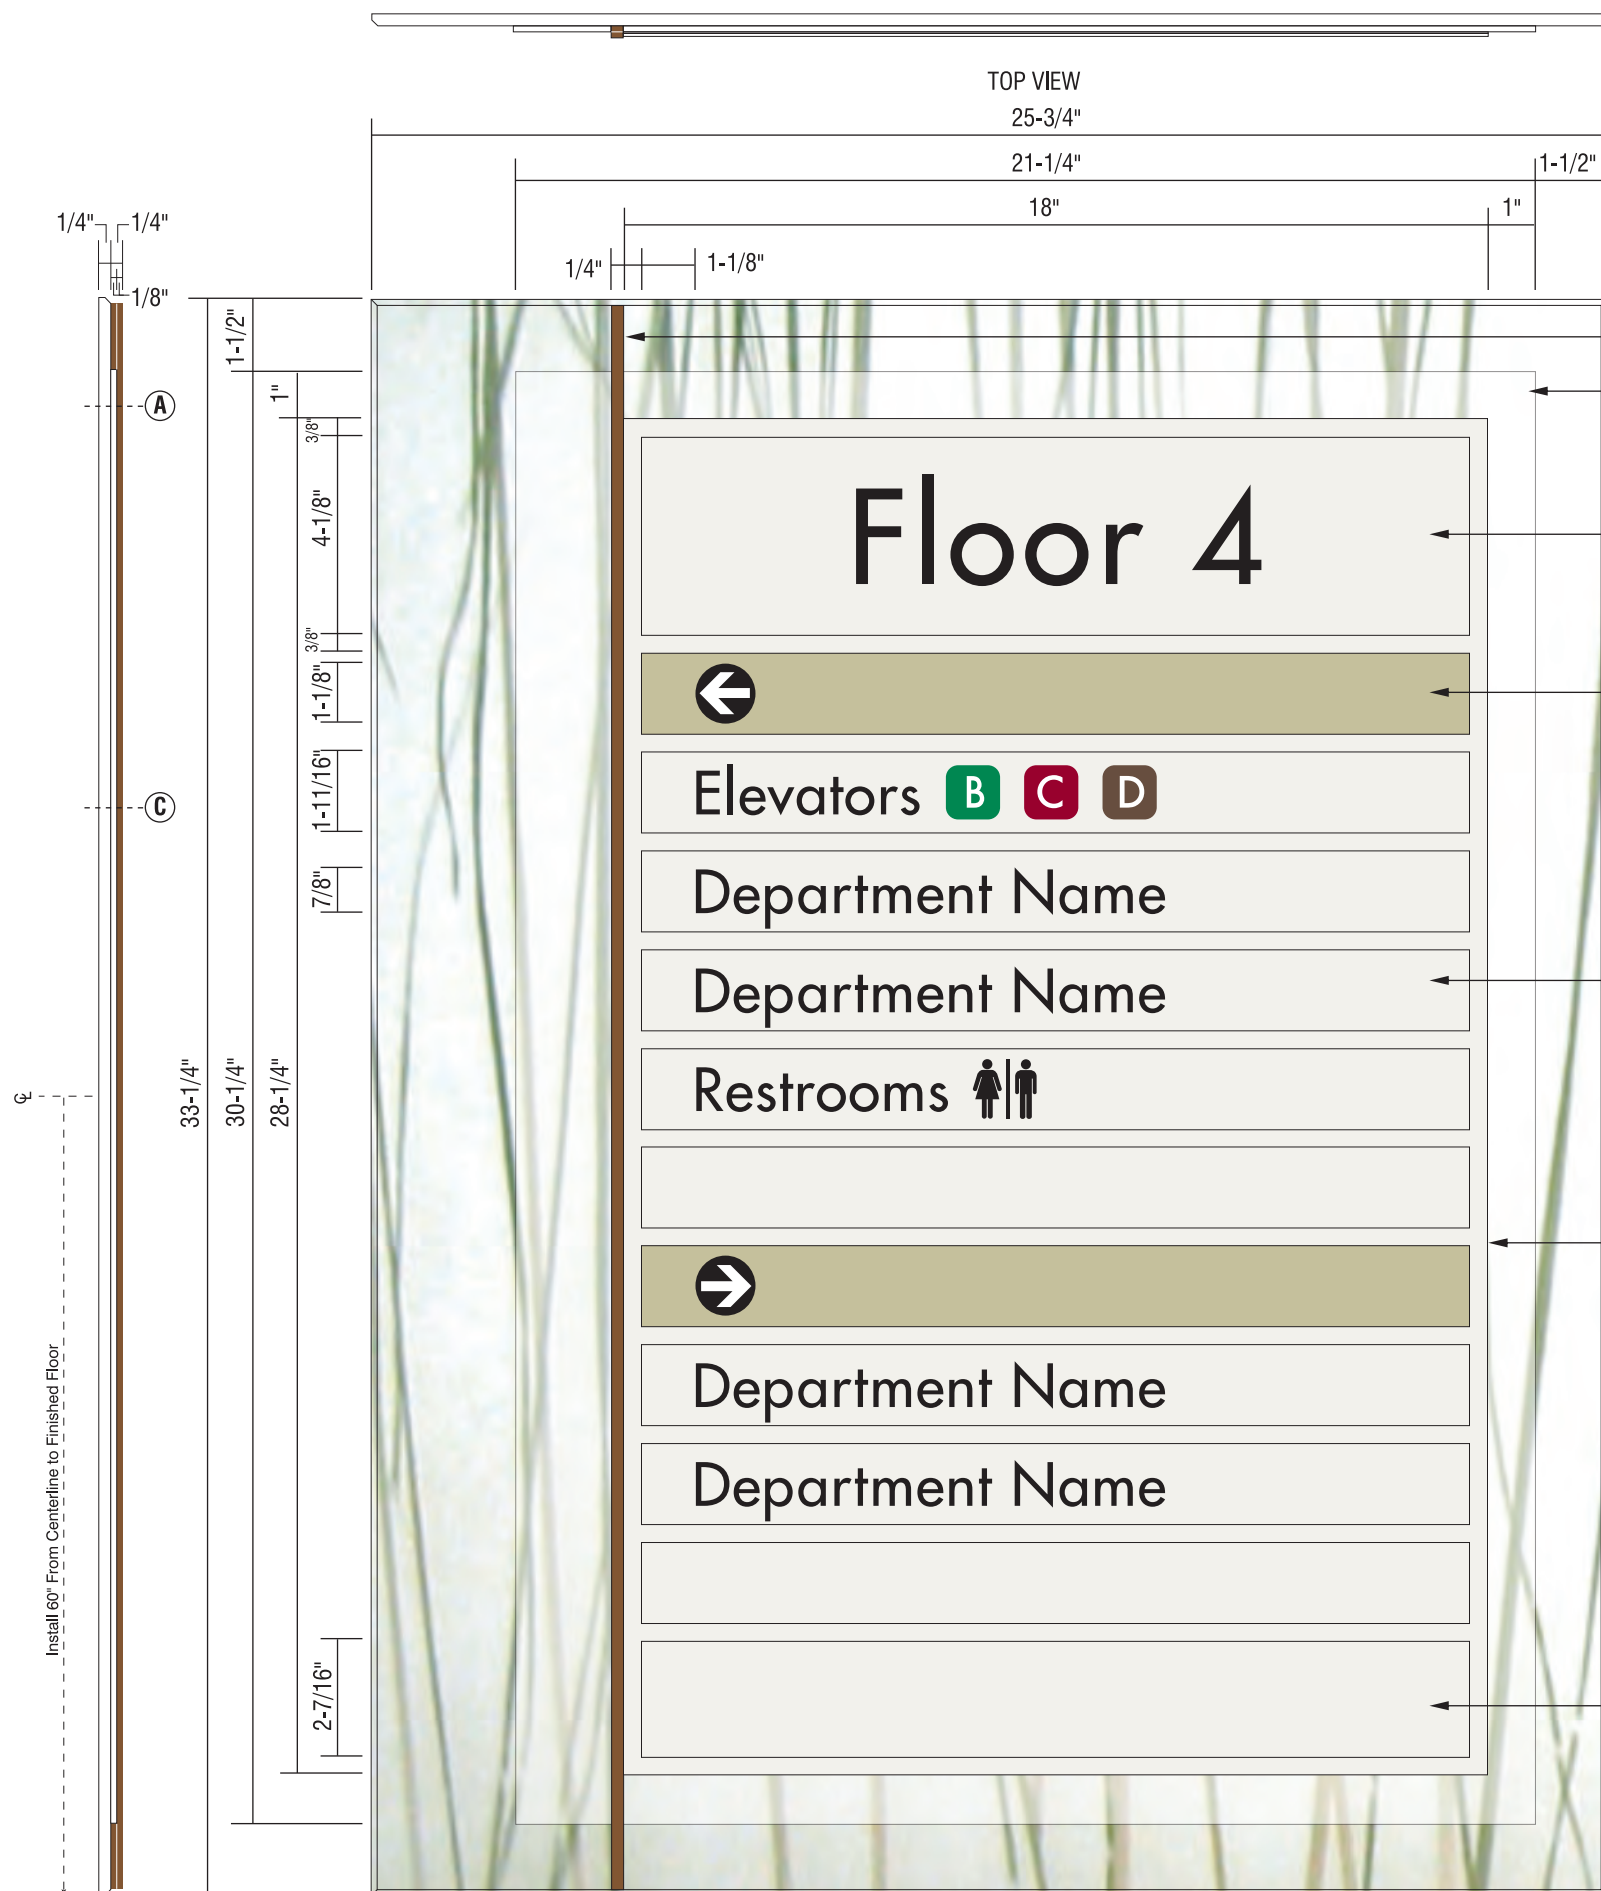 TOP VIEW
25-3/4"
21-1/4"
1-1/2"
18"
1"
1/4"
1/4"
1/4"
1-1/8"
1/8"
1-1/2"
1"
A
3/8"
4-1/8"
Floor 4
3/8"
1-1/8"
1-11/16"
Elevators B C D
C
7/8"
Department Name
Department Name
33-1/4"
30-1/4"
28-1/4"
Restrooms
℄
Install 60" From Centerline to Finished Floor
Department Name
Department Name
2-7/16"